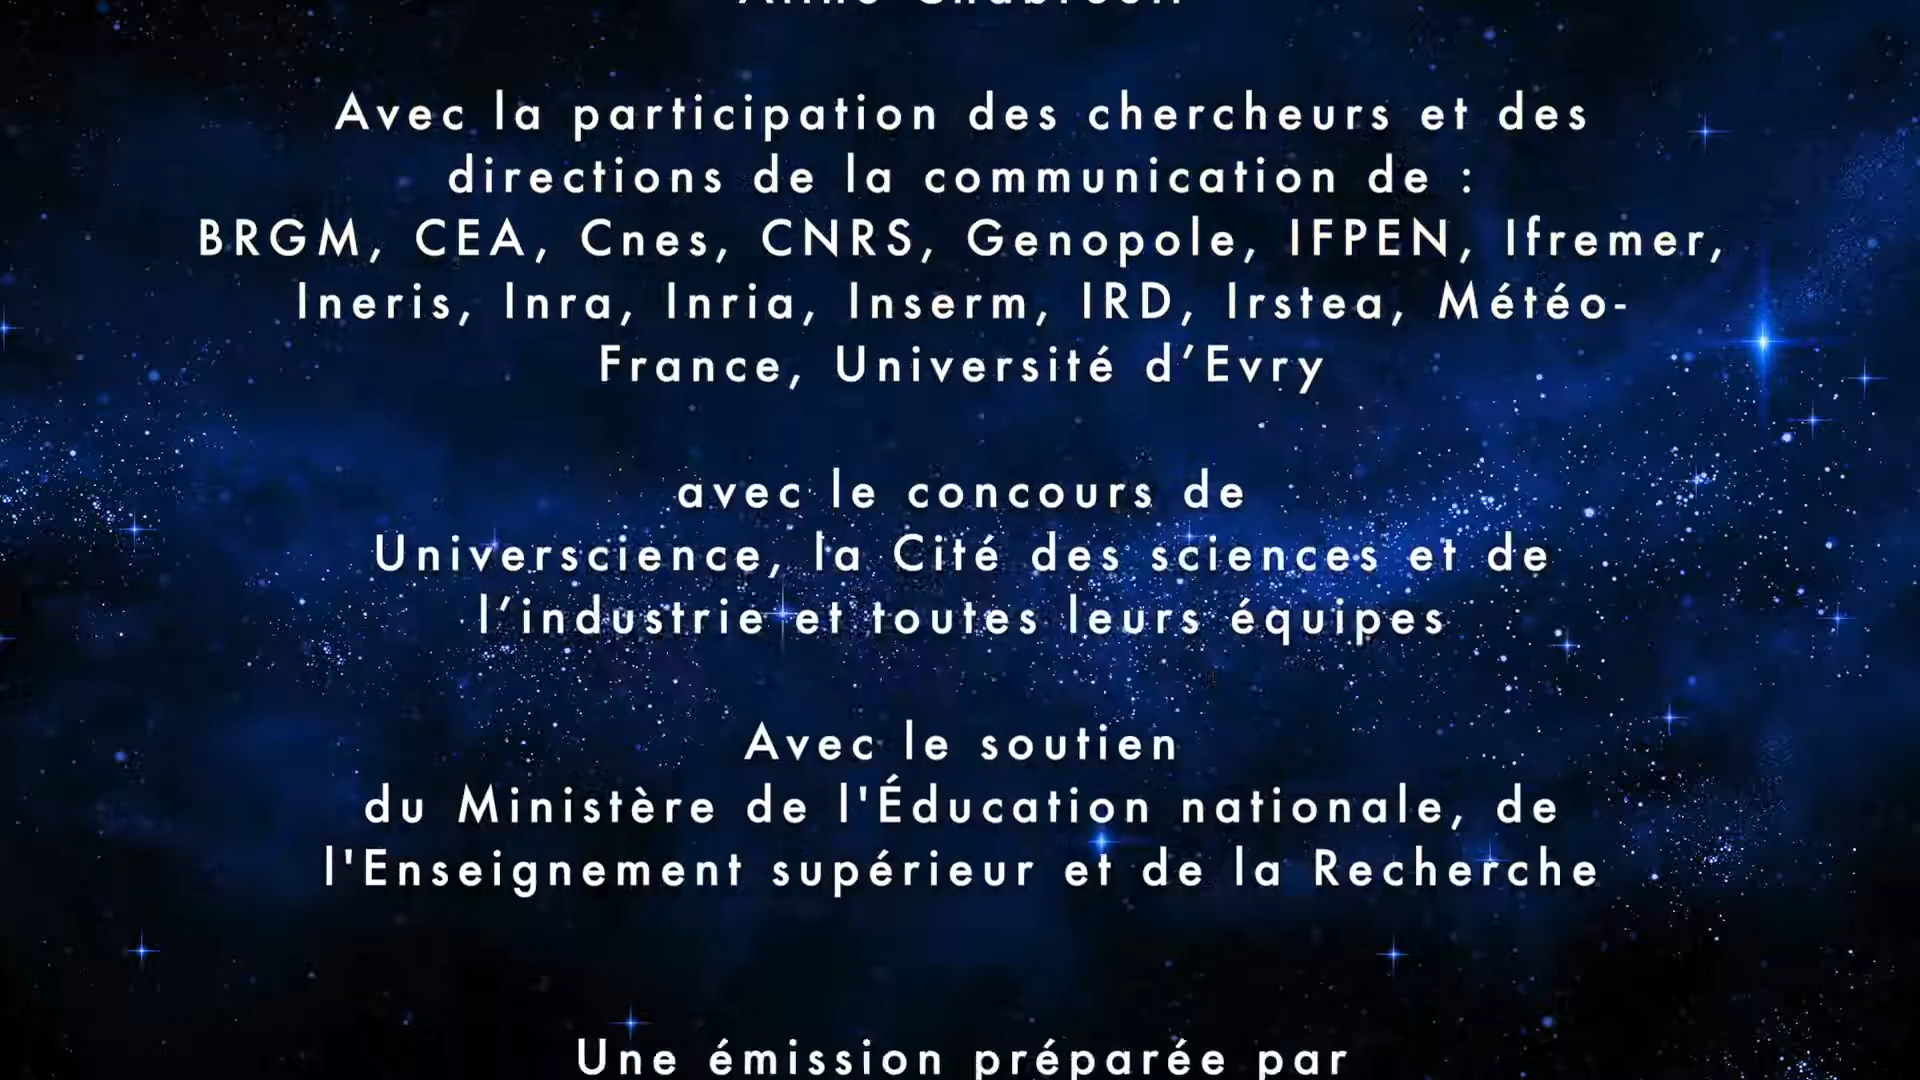 Avec la participation des chercheurs et des
directions de la communication de :
BRGM, CEA, Cnes, CNRS, Genopole, IFPEN, Ifremer,
Ineris, Inra, Inria, Inserm, IRD, Irstea, Météo-
France, Université d’Evry
avec le concours de
Universcience, la Cité des sciences et de
l’industrie et toutes leurs équipes
Avec le soutien
du Ministère de l'Éducation nationale, de
l'Enseignement supérieur et de la Recherche
Une émission préparée par